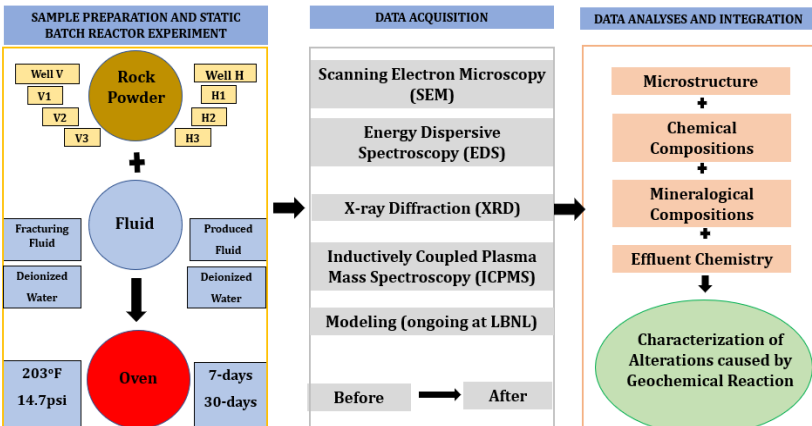 SAMPLE PREPARATION AND STATIC
BATCH REACTOR EXPERIMENT
Well V
V1
V2
V3
Rock
Powder
Well H
H1
H2
H3
Fracturing
Fluid
Deionized
Water
Fluid
Produced
Fluid
Deionized
Water
203ºF
14.7psi
Oven
7-days
30-days
DATA ACQUISITION
Scanning Electron Microscopy
(SEM)
Energy Dispersive
Spectroscopy (EDS)
X-ray Diffraction (XRD)
Inductively Coupled Plasma
Mass Spectroscopy (ICPMS)
Modeling (ongoing at LBNL)
Before
After
DATA ANALYSES AND INTEGRATION
Microstructure
+
Chemical
Compositions
+
Mineralogical
Compositions
+
Effluent Chemistry
Characterization of
Alterations caused by
Geochemical Reaction